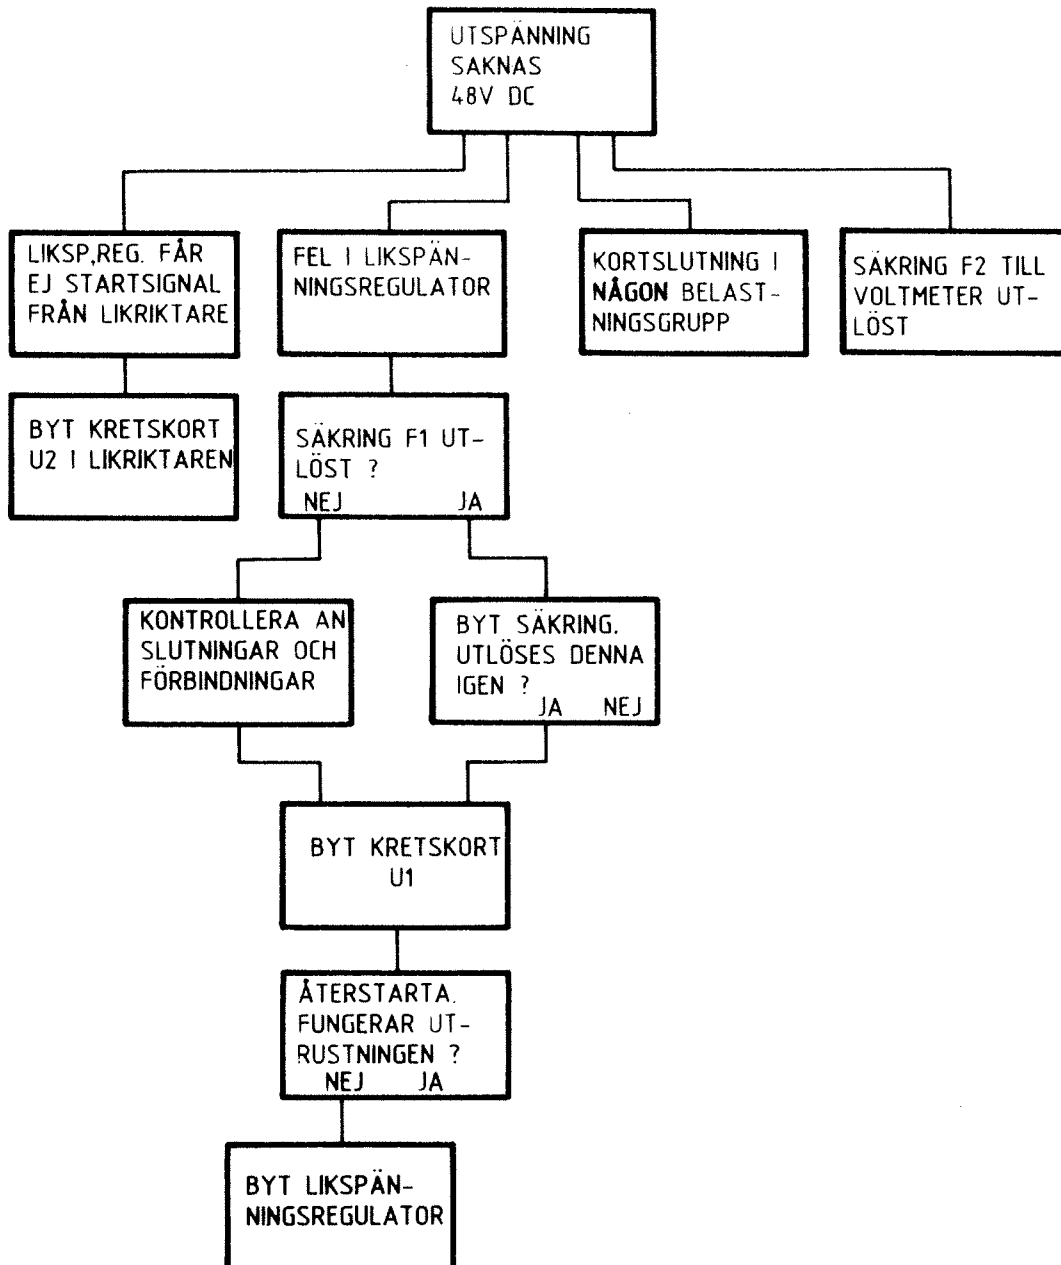 UTSPÄNNING
SAKNAS
48V DC
LIKSP,REG. FÅR
EJ STARTSIGNAL
FRÅN LIKRIKTARE
FEL I LIKSPÄN-
NINGSREGULATOR
KORTSLUTNING I
NÅGON BELAST-
NINGSGRUPP
SÄKRING F2 TILL
VOLTMETER UT-
LÖST
BYT KRETSKORT
U2 I LIKRIKTAREN
SÄKRING F1 UT-
LÖST ?
NEJ JA
KONTROLLERA AN
SLUTNINGAR OCH
FÖRBINDNINGAR
BYT SÄKRING.
UTLÖSES DENNA
IGEN ?
JA NEJ
BYT KRETSKORT
U1
ÅTERSTARTA.
FUNGERAR UT-
RUSTNINGEN ?
NEJ JA
BYT LIKSPÄN-
NINGSREGULATOR